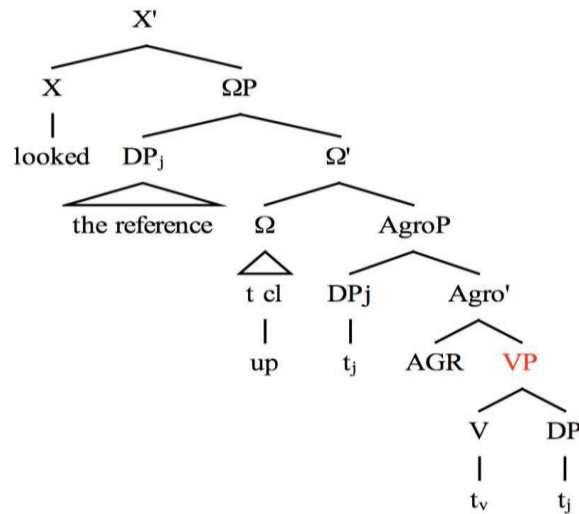 X'
X ΩP
looked DPⱼ Ω'
the reference Ω AgroP
t cl DPj Agro'
up tⱼ AGR VP
V DP
tᵥ tⱼ